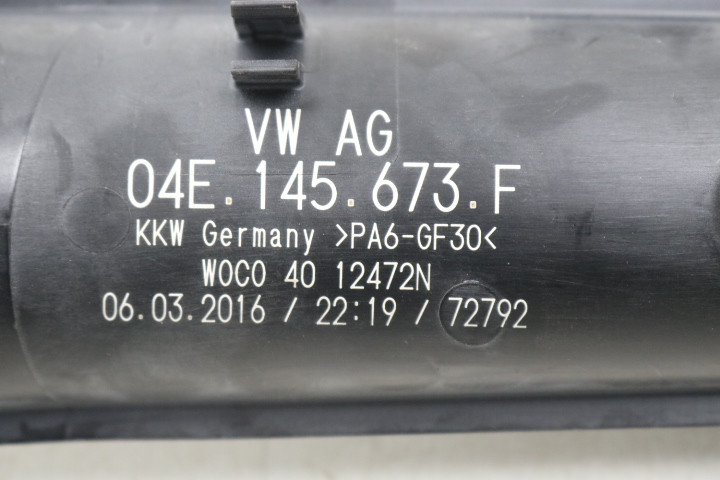 VW AG
04E.145.673.F
KKW Germany >PA6-GF30<
WOCO 40 12472N
06.03.2016 / 22:19 / 72792